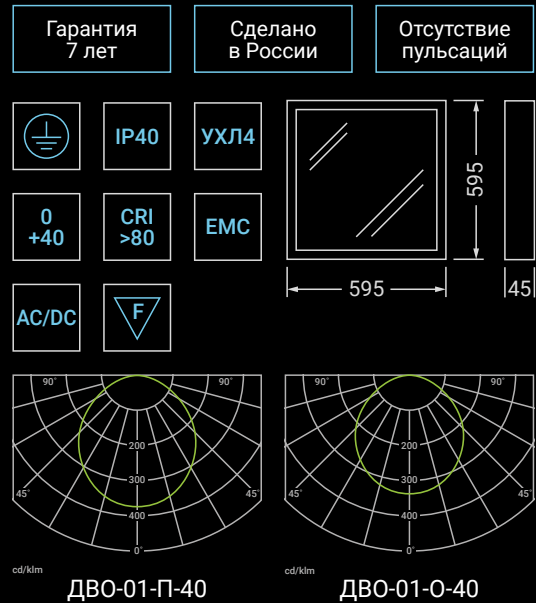 Гарантия
7 лет
Сделано
в России
Отсутствие
пульсаций
IP40
УХЛ4
0
+40
CRI
>80
EMC
AC/DC
F
595
595
45
90°
90°
200
300
400
45°
45°
0°
cd/klm
ДВО-01-П-40
90°
90°
200
300
400
45°
45°
0°
cd/klm
ДВО-01-О-40